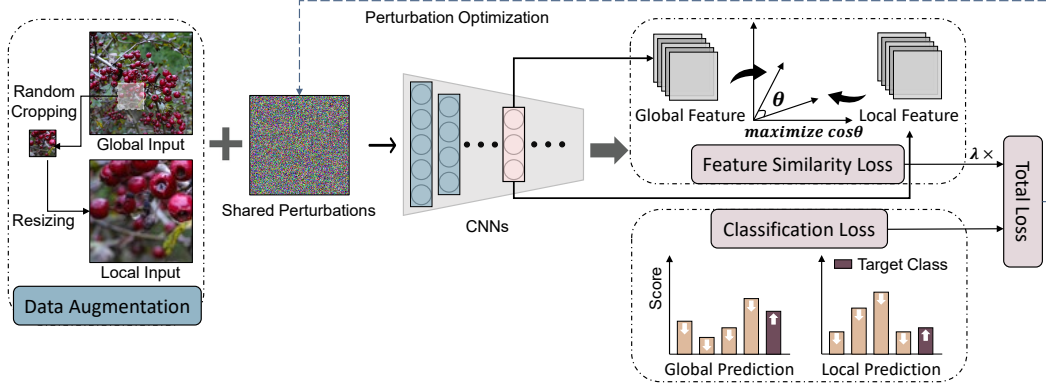 Perturbation Optimization
Random
Cropping
Global Input
Resizing
Local Input
Data Augmentation
Shared Perturbations
CNNs
Global Feature
θ
Local Feature
maximize cosθ
Feature Similarity Loss
λ ×
Total Loss
Classification Loss
Target Class
Score
Global Prediction
Local Prediction